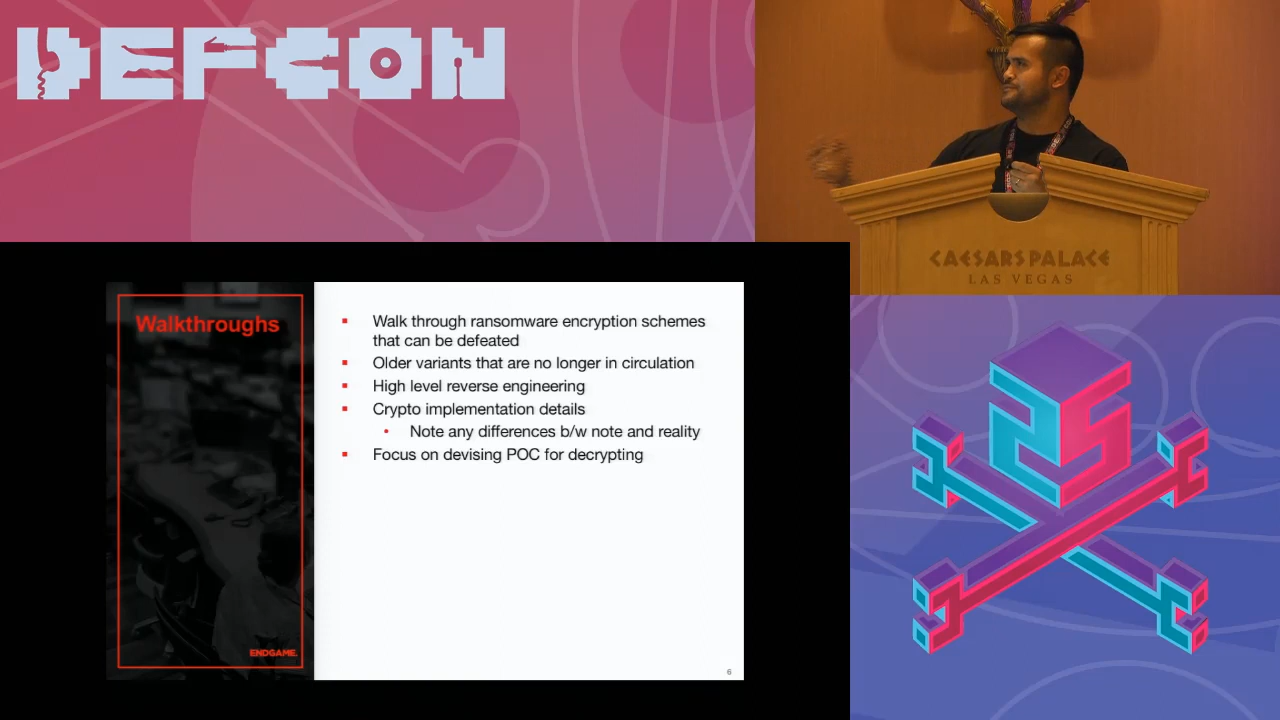 DEFCON
CAESARS PALACE
LAS VEGAS
Walkthroughs
Walk through ransomware encryption schemes
that can be defeated
Older variants that are no longer in circulation
High level reverse engineering
Crypto implementation details
Note any differences b/w note and reality
Focus on devising POC for decrypting
ENDGAME.
6
25